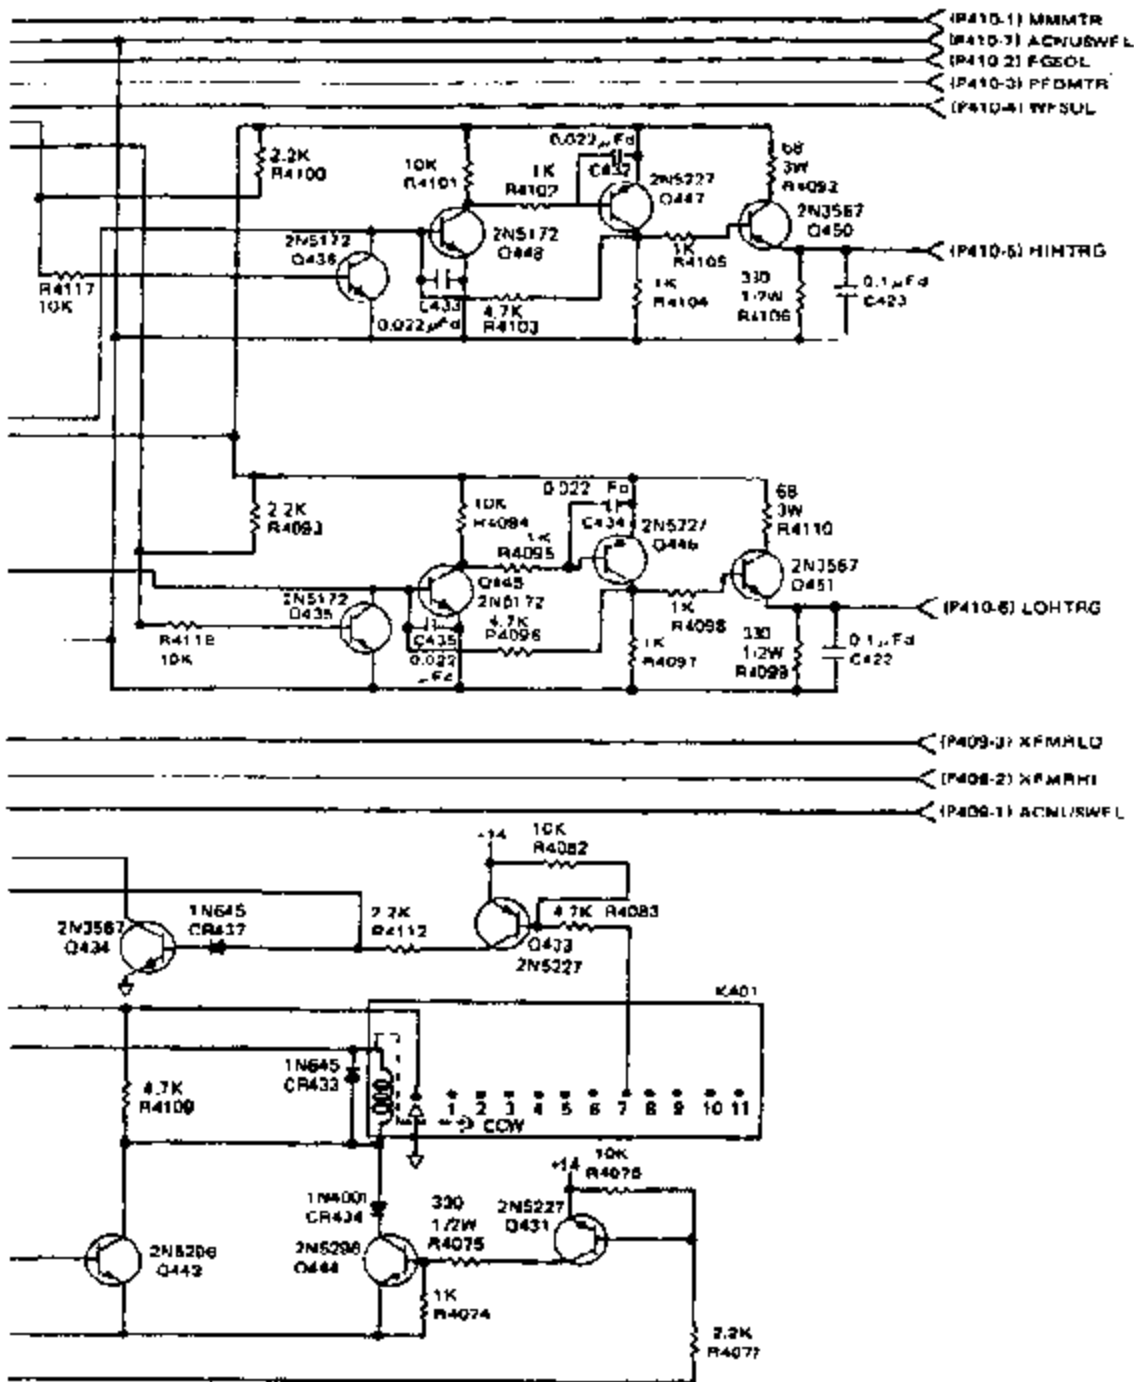 (P410-1) MMMTR
(P410-7) ACNUSWFL
(P410-2) FGSOL
(P410-3) PFDMTR
(P410-4) WFSOL
2.2K
R4100
10K
R4101
1K
R4102
0.022µFd
C432
2N5227
Q447
68
3W
R4092
2N3567
Q450
2N5172
Q436
2N5172
Q448
1K
R4105
(P410-5) HIMTRG
R4117
10K
C433
0.022µFd
4.7K
R4103
1K
R4104
330
1/2W
R4106
0.1µFd
C423
2.2K
R4093
10K
R4094
1K
R4095
0.022 Fd
C434
2N5227
Q446
68
3W
R4110
2N3567
Q451
2N5172
Q435
Q445
2N5172
4.7K
R4096
C435
0.022
µFd
1K
R4098
(P410-6) LOHTRG
R4118
10K
1K
R4097
330
1/2W
R4099
0.1µFd
C422
(P409-3) XFMRLO
(P409-2) XFMRHI
(P409-1) ACNUSWFL
+14
10K
R4082
2N3567
Q434
1N645
CR437
2.2K
R4112
4.7K R4083
Q433
2N5227
K401
4.7K
R4109
1N645
CR433
1 2 3 4 5 6 7 8 9 10 11
CCW
+14
10K
R4076
1N4001
CR434
330
1/2W
R4075
2N5227
Q431
2N5296
Q443
2N5296
Q444
1K
R4074
2.2K
R4077